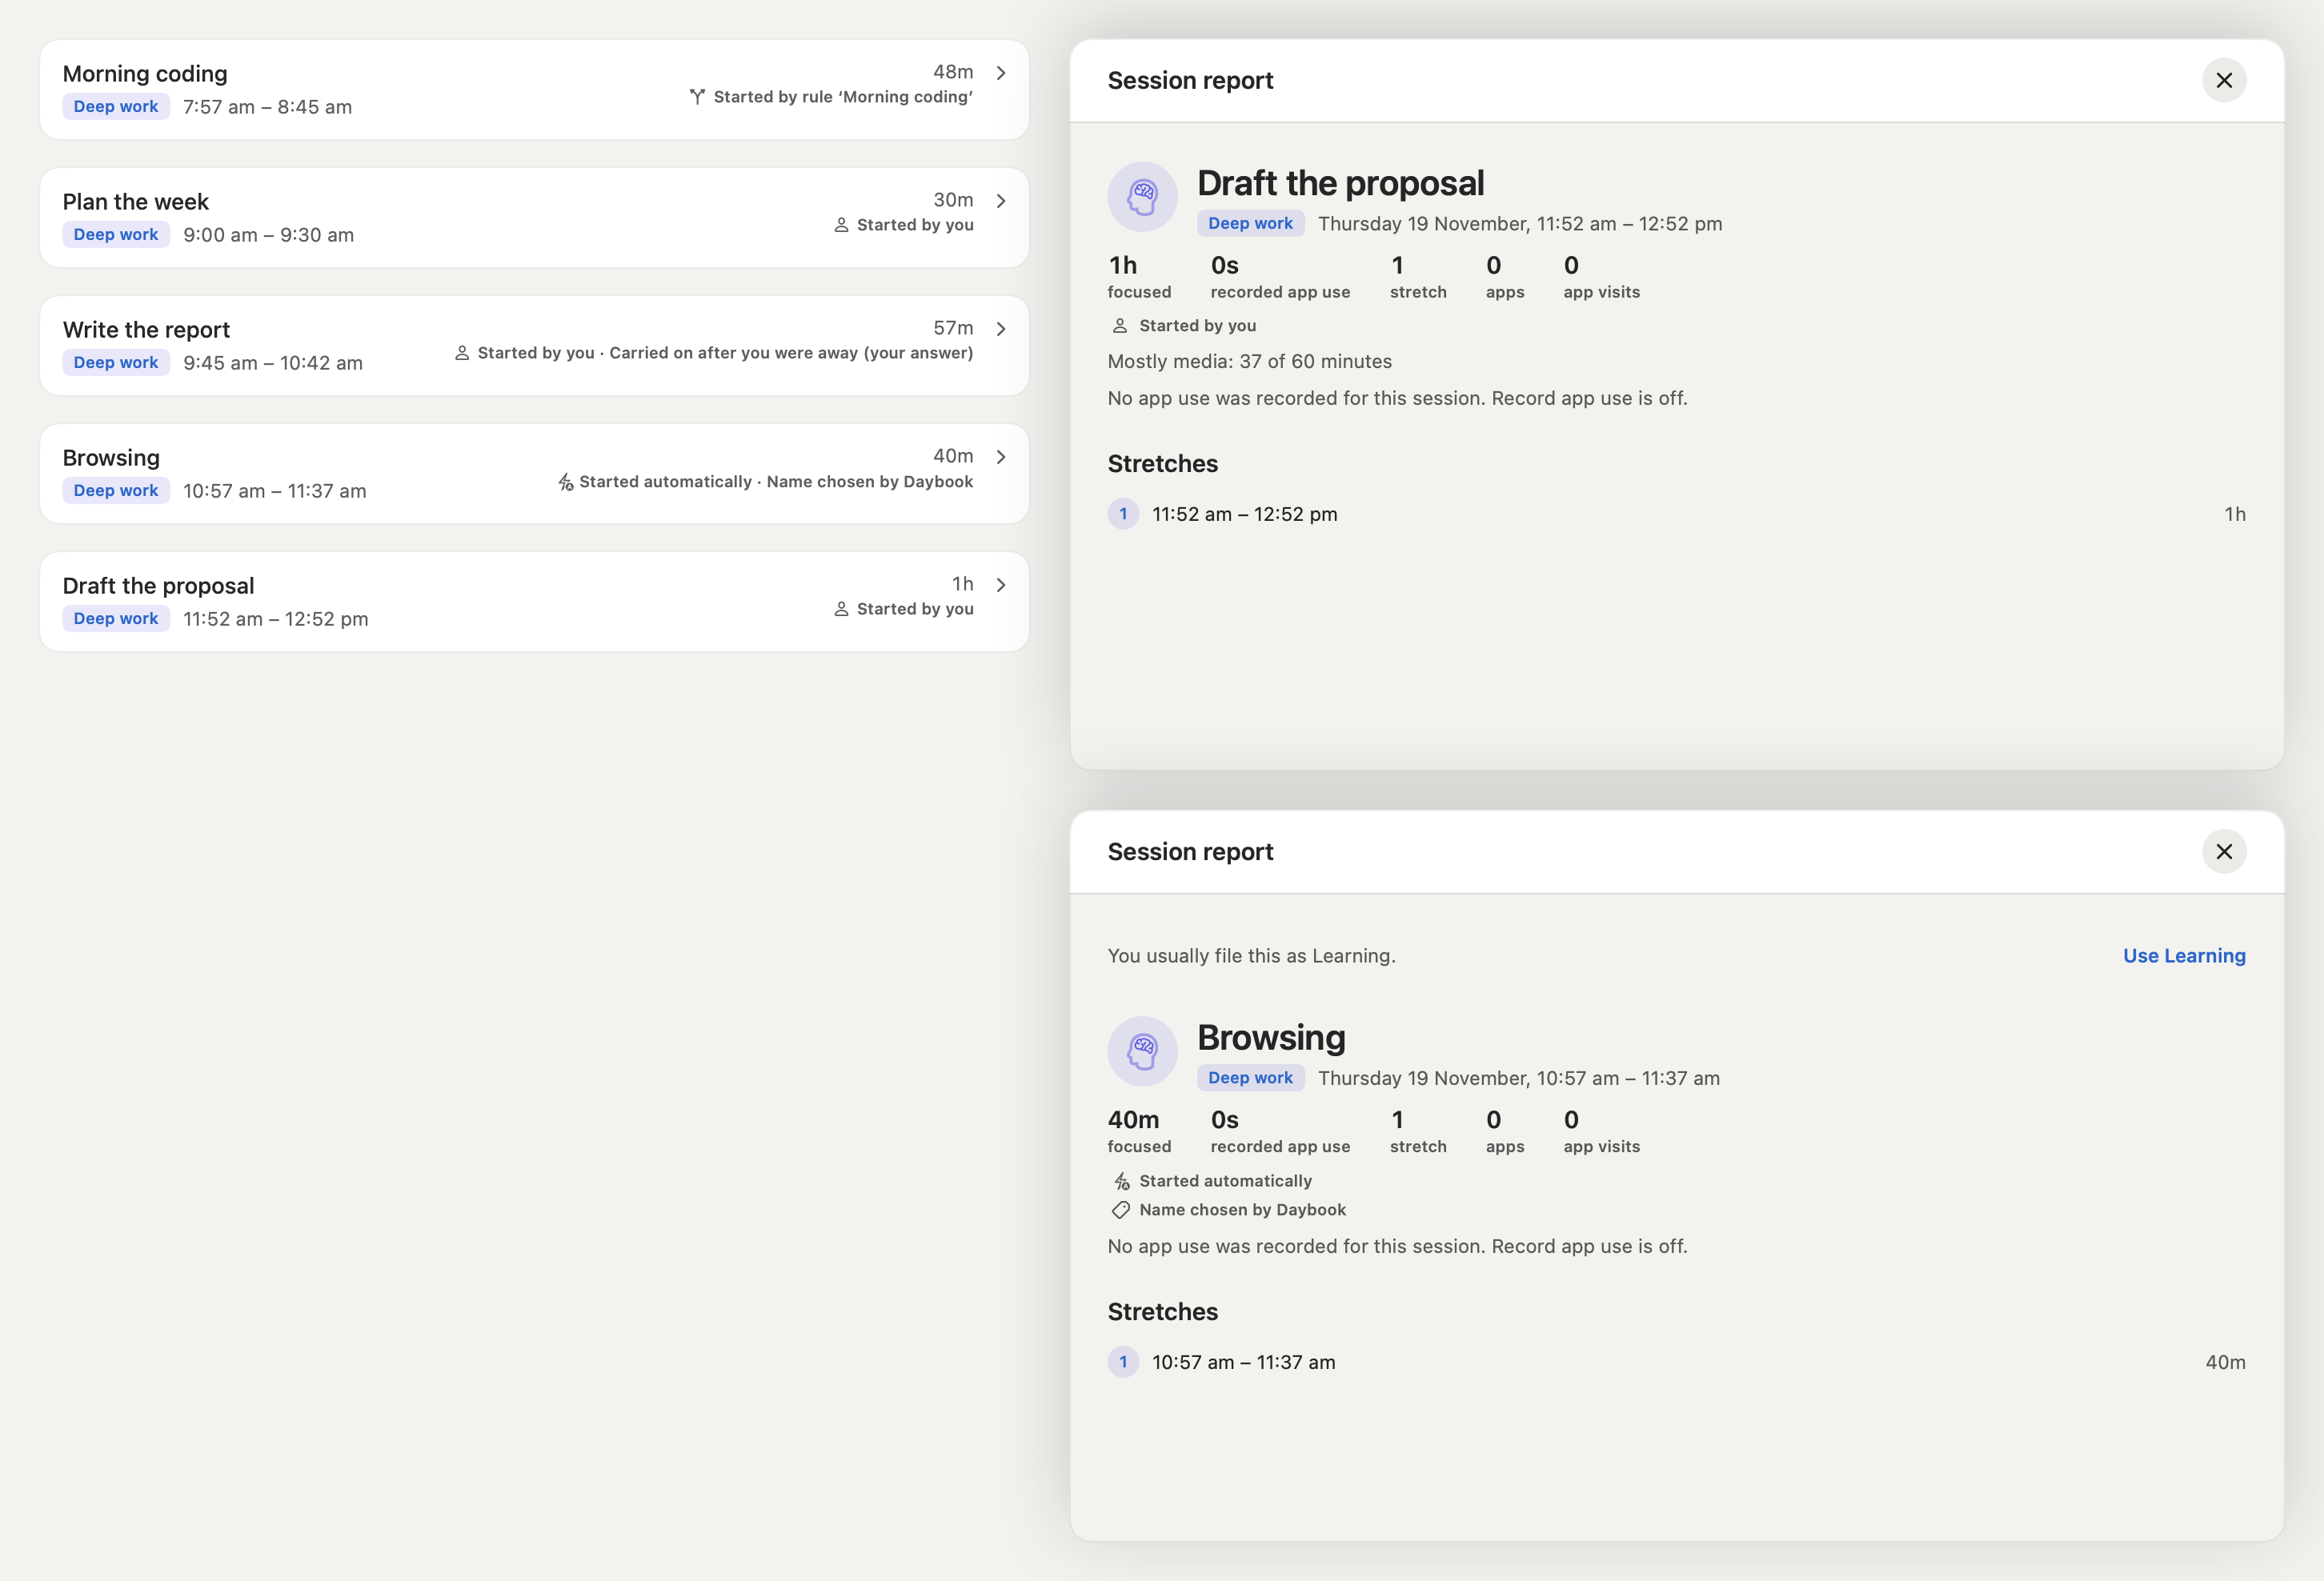 Morning coding
48m
Deep work 7:57 am – 8:45 am
Started by rule ‘Morning coding’
Plan the week
30m
Deep work 9:00 am – 9:30 am
Started by you
Write the report
57m
Deep work 9:45 am – 10:42 am
Started by you · Carried on after you were away (your answer)
Browsing
40m
Deep work 10:57 am – 11:37 am
Started automatically · Name chosen by Daybook
Draft the proposal
1h
Deep work 11:52 am – 12:52 pm
Started by you
Session report
Draft the proposal
Deep work Thursday 19 November, 11:52 am – 12:52 pm
1h 0s 1 0 0
focused recorded app use stretch apps app visits
Started by you
Mostly media: 37 of 60 minutes
No app use was recorded for this session. Record app use is off.
Stretches
1 11:52 am – 12:52 pm 1h
Session report
You usually file this as Learning. Use Learning
Browsing
Deep work Thursday 19 November, 10:57 am – 11:37 am
40m 0s 1 0 0
focused recorded app use stretch apps app visits
Started automatically
Name chosen by Daybook
No app use was recorded for this session. Record app use is off.
Stretches
1 10:57 am – 11:37 am 40m